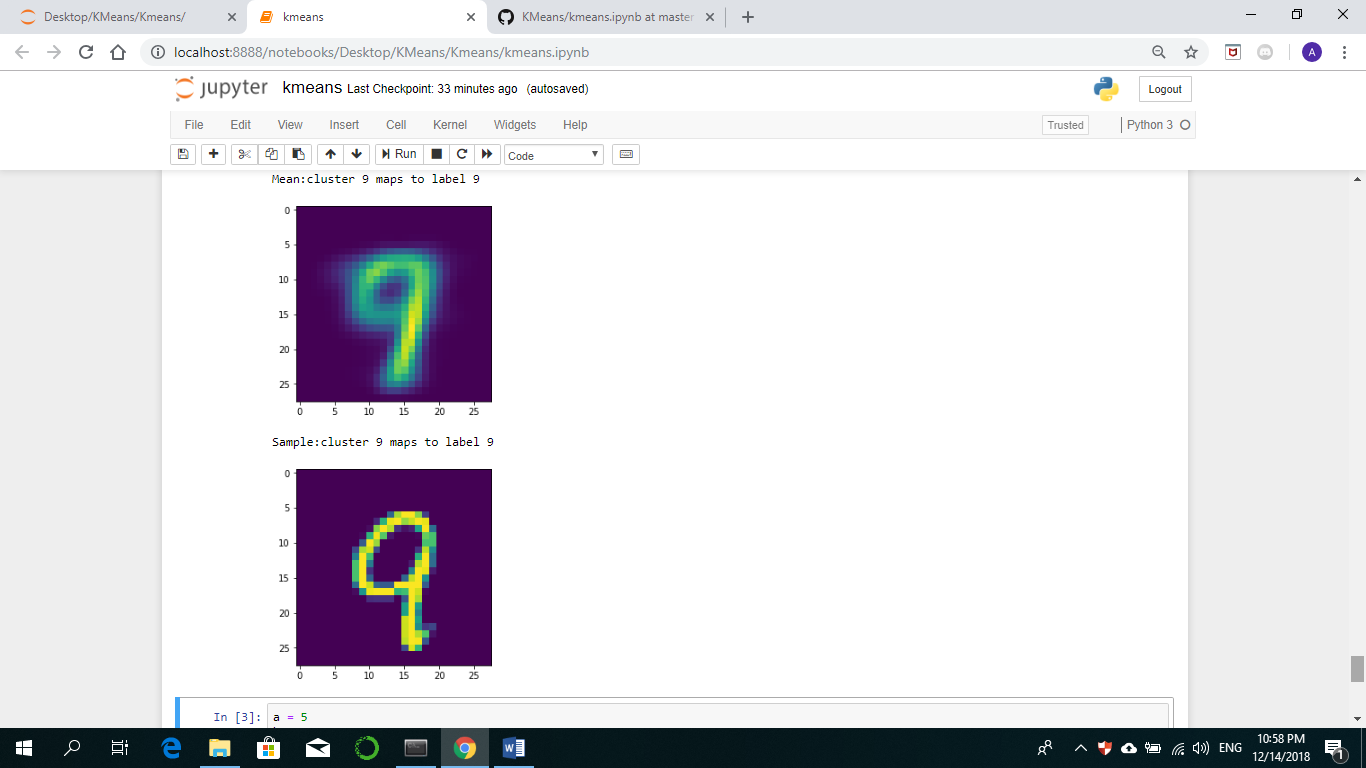 Desktop/KMeans/Kmeans/
kmeans
KMeans/kmeans.ipynb at master
localhost:8888/notebooks/Desktop/KMeans/Kmeans/kmeans.ipynb
A
jupyter kmeans Last Checkpoint: 33 minutes ago (autosaved)
Logout
File Edit View Insert Cell Kernel Widgets Help
Trusted
Python 3
Run
Code
Mean:cluster 9 maps to label 9
0
5
10
15
20
25
0 5 10 15 20 25
Sample:cluster 9 maps to label 9
0
5
10
15
20
25
0 5 10 15 20 25
In [3]: a = 5
ENG
10:58 PM
12/14/2018
1